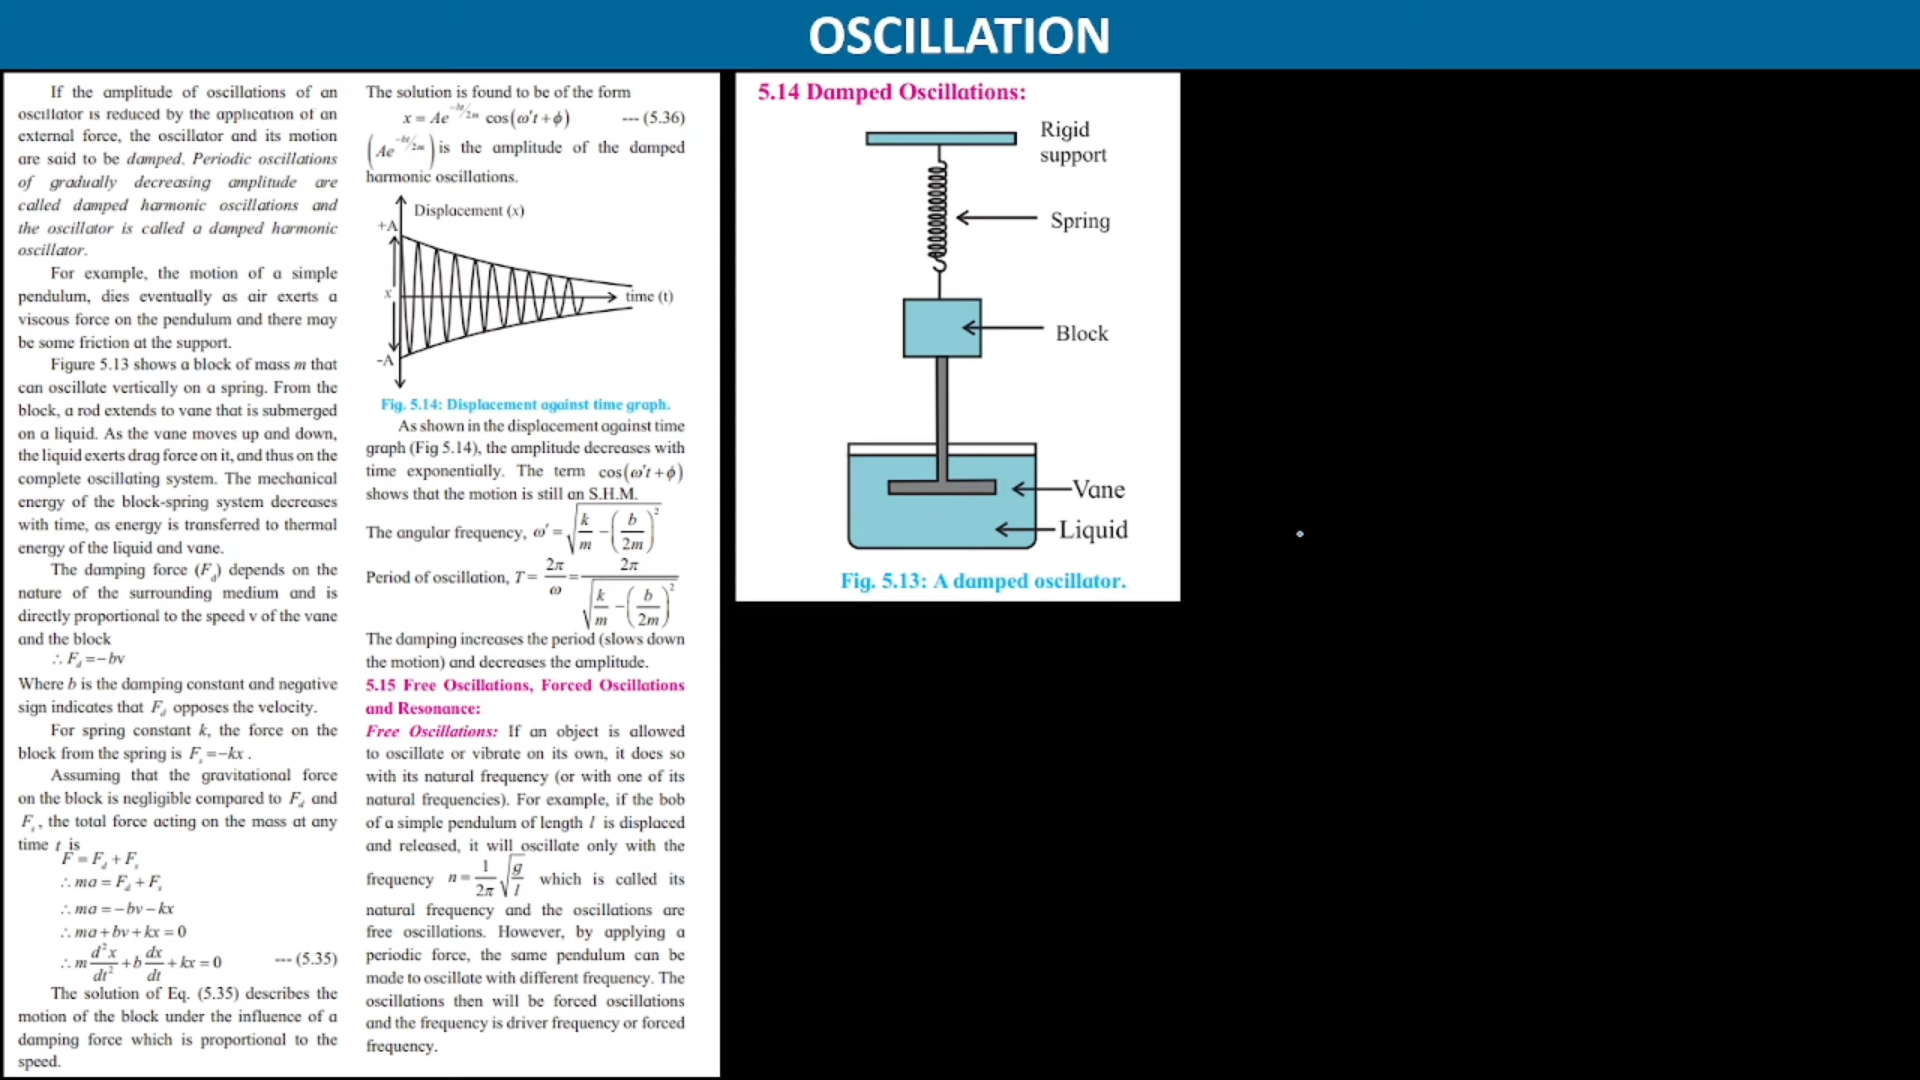 OSCILLATION
If the amplitude of oscillations of an
oscillator is reduced by the application of an
external force, the oscillator and its motion
are said to be damped. Periodic oscillations
of gradually decreasing amplitude are
called damped harmonic oscillations and
the oscillator is called a damped harmonic
oscillator.
For example, the motion of a simple
pendulum, dies eventually as air exerts a
viscous force on the pendulum and there may
be some friction at the support.
Figure 5.13 shows a block of mass m that
can oscillate vertically on a spring. From the
block, a rod extends to vane that is submerged
on a liquid. As the vane moves up and down,
the liquid exerts drag force on it, and thus on the
complete oscillating system. The mechanical
energy of the block-spring system decreases
with time, as energy is transferred to thermal
energy of the liquid and vane.
The damping force (F_d) depends on the
nature of the surrounding medium and is
directly proportional to the speed v of the vane
and the block
∴ F_d = −bv
Where b is the damping constant and negative
sign indicates that F_d opposes the velocity.
For spring constant k, the force on the
block from the spring is F_s = −kx .
Assuming that the gravitational force
on the block is negligible compared to F_d and
F_s , the total force acting on the mass at any
time t is
F = F_d + F_s
∴ ma = F_d + F_s
∴ ma = −bv − kx
∴ ma + bv + kx = 0
∴ m d²x/dt² + b dx/dt + kx = 0 --- (5.35)
The solution of Eq. (5.35) describes the
motion of the block under the influence of a
damping force which is proportional to the
speed.
The solution is found to be of the form
x = Ae^(−bt/2m) cos(ω't + ϕ) --- (5.36)
(Ae^(−bt/2m)) is the amplitude of the damped
harmonic oscillations.
Displacement (x)
+A
x
time (t)
-A
Fig. 5.14: Displacement against time graph.
As shown in the displacement against time
graph (Fig 5.14), the amplitude decreases with
time exponentially. The term cos(ω't + ϕ)
shows that the motion is still an S.H.M.
The angular frequency, ω' = √(k/m − (b/2m)²)
Period of oscillation, T = 2π/ω = 2π/√(k/m − (b/2m)²)
The damping increases the period (slows down
the motion) and decreases the amplitude.
5.15 Free Oscillations, Forced Oscillations
and Resonance:
Free Oscillations: If an object is allowed
to oscillate or vibrate on its own, it does so
with its natural frequency (or with one of its
natural frequencies). For example, if the bob
of a simple pendulum of length l is displaced
and released, it will oscillate only with the
frequency n = 1/2π √(g/l) which is called its
natural frequency and the oscillations are
free oscillations. However, by applying a
periodic force, the same pendulum can be
made to oscillate with different frequency. The
oscillations then will be forced oscillations
and the frequency is driver frequency or forced
frequency.
5.14 Damped Oscillations:
Rigid
support
Spring
Block
Vane
Liquid
Fig. 5.13: A damped oscillator.